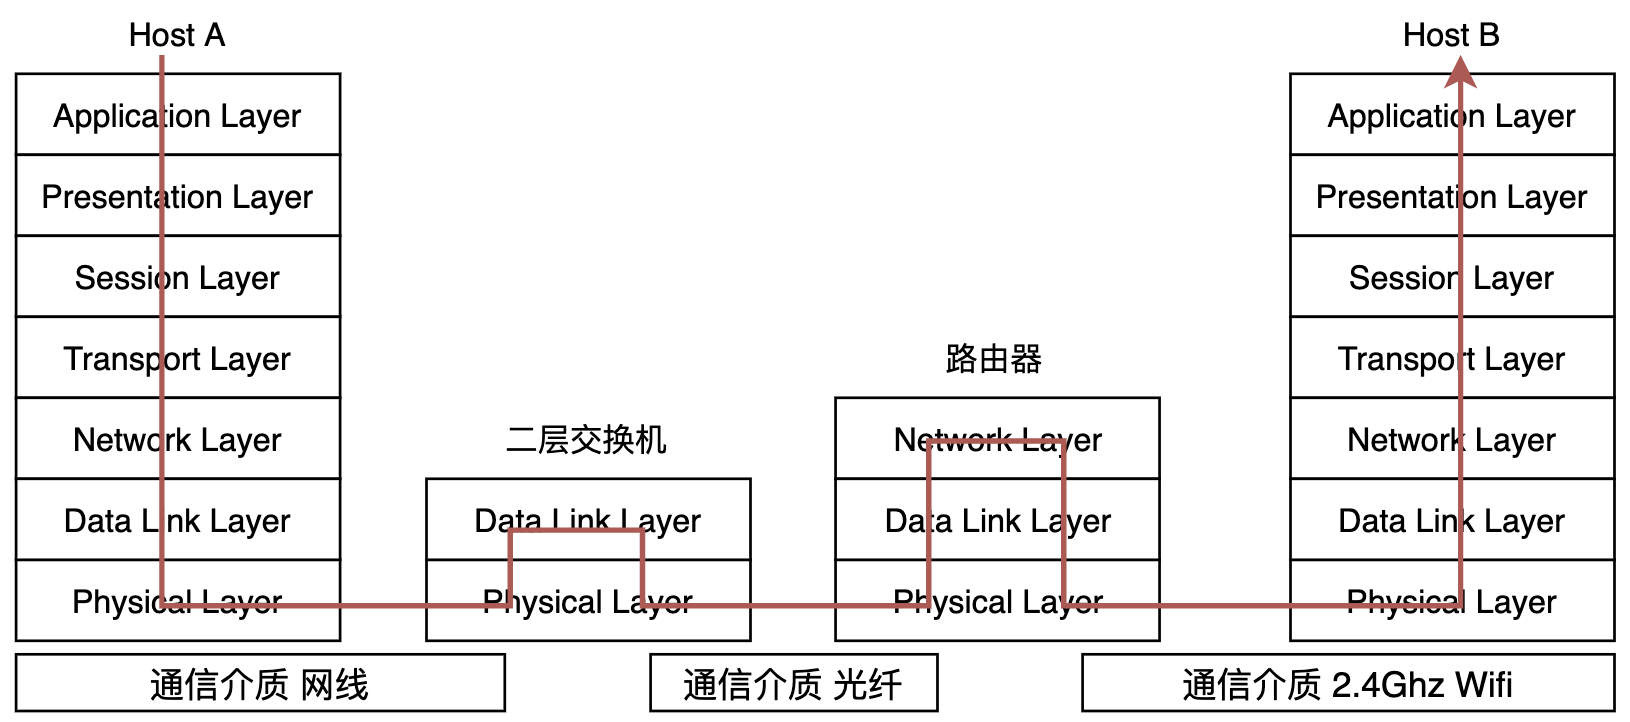 Host A
Application Layer
Presentation Layer
Session Layer
Transport Layer
Network Layer
Data Link Layer
Physical Layer
通信介质 网线
二层交换机
Data Link Layer
Physical Layer
通信介质 光纤
路由器
Network Layer
Data Link Layer
Physical Layer
Host B
Application Layer
Presentation Layer
Session Layer
Transport Layer
Network Layer
Data Link Layer
Physical Layer
通信介质 2.4Ghz Wifi